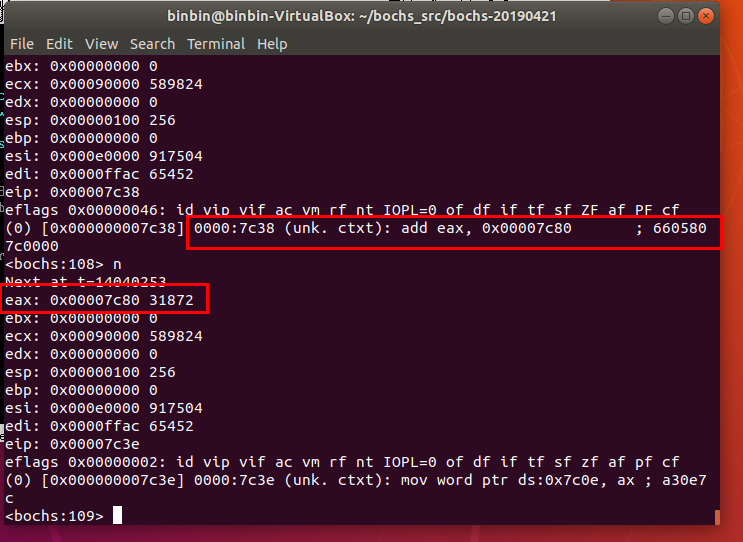 binbin@binbin-VirtualBox: ~/bochs_src/bochs-20190421
File Edit View Search Terminal Help
ebx: 0x00000000 0
ecx: 0x00090000 589824
edx: 0x00000000 0
esp: 0x00000100 256
ebp: 0x00000000 0
esi: 0x000e0000 917504
edi: 0x0000ffac 65452
eip: 0x00007c38
eflags 0x00000046: id vip vif ac vm rf nt IOPL=0 of df if tf sf ZF af PF cf
(0) [0x000000007c38] 0000:7c38 (unk. ctxt): add eax, 0x00007c80 ; 660580
7c0000
<bochs:108> n
Next at t=14040253
eax: 0x00007c80 31872
ebx: 0x00000000 0
ecx: 0x00090000 589824
edx: 0x00000000 0
esp: 0x00000100 256
ebp: 0x00000000 0
esi: 0x000e0000 917504
edi: 0x0000ffac 65452
eip: 0x00007c3e
eflags 0x00000002: id vip vif ac vm rf nt IOPL=0 of df if tf sf zf af pf cf
(0) [0x000000007c3e] 0000:7c3e (unk. ctxt): mov word ptr ds:0x7c0e, ax ; a30e7
c
<bochs:109>